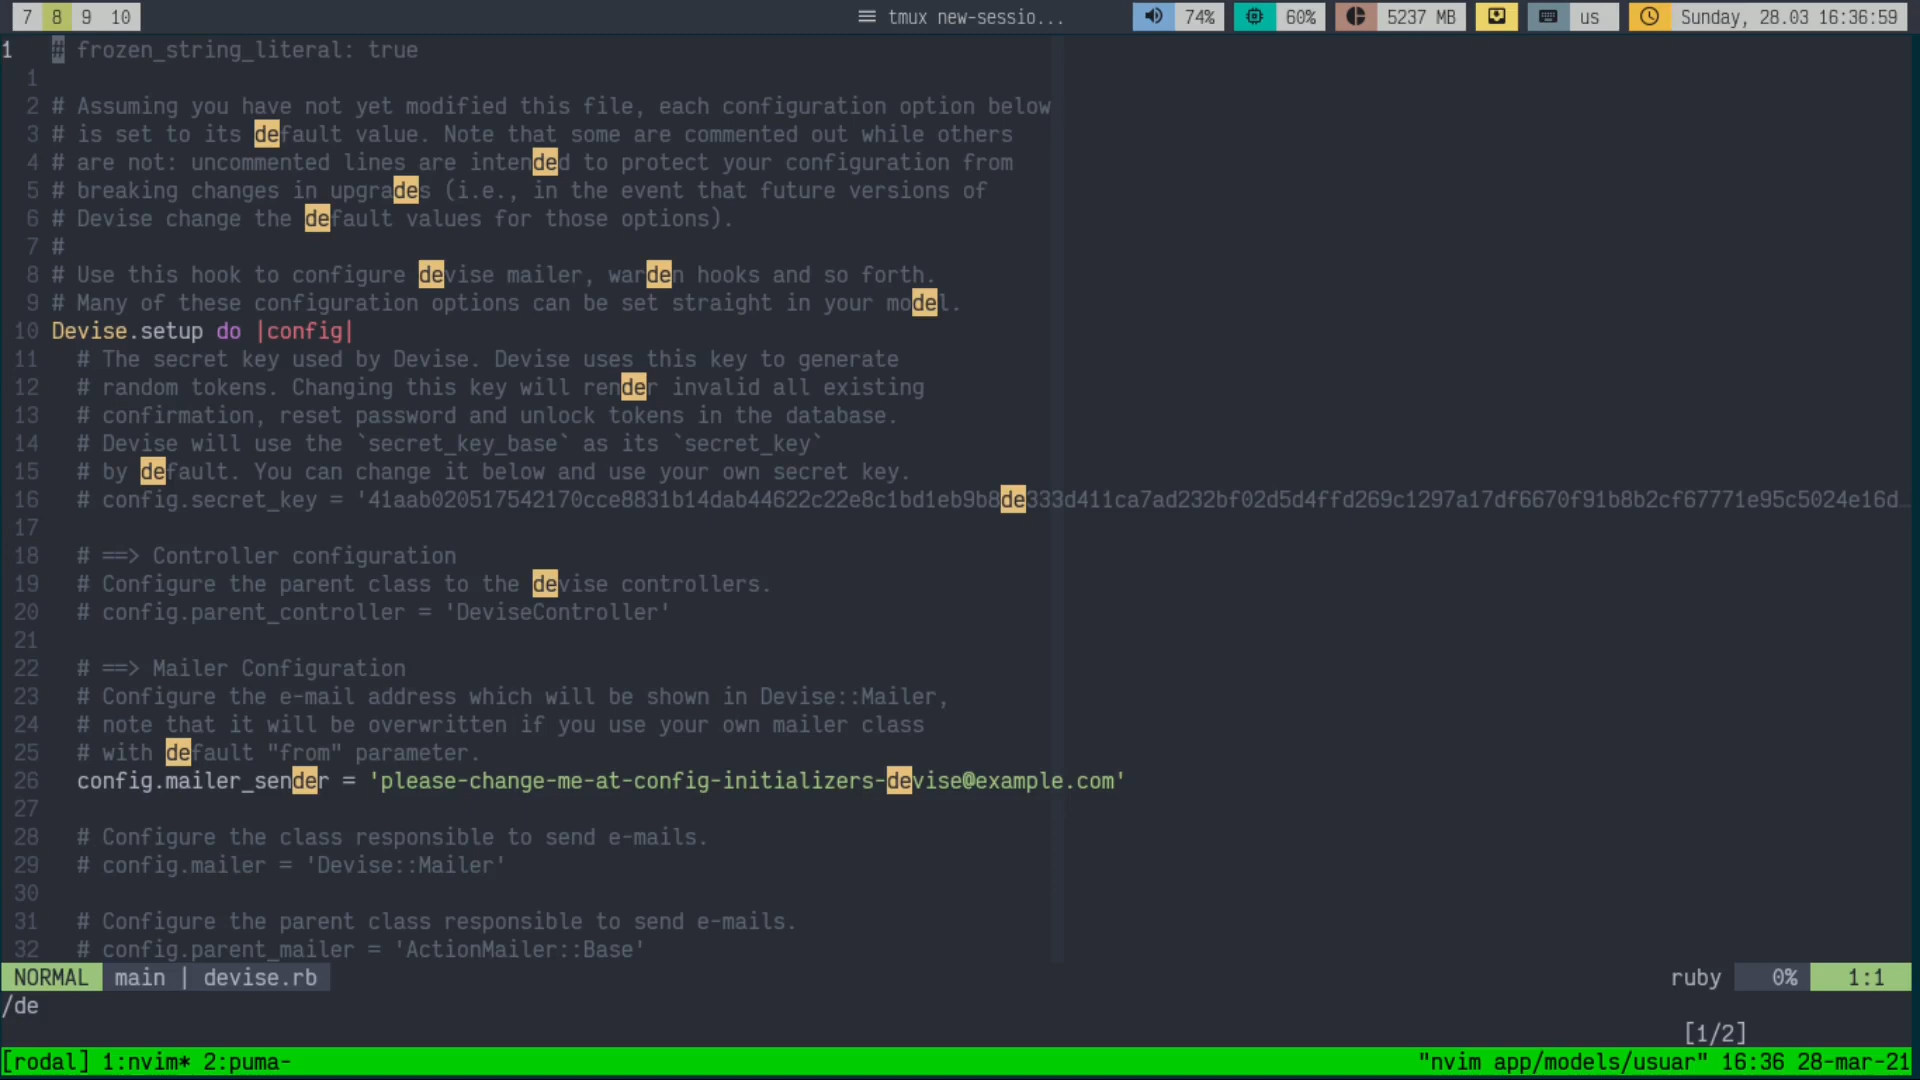 7 8 9 10 tmux new-sessio... 74% 60% 5237 MB us Sunday, 28.03 16:36:59
1 # frozen_string_literal: true
1
2 # Assuming you have not yet modified this file, each configuration option below
3 # is set to its default value. Note that some are commented out while others
4 # are not: uncommented lines are intended to protect your configuration from
5 # breaking changes in upgrades (i.e., in the event that future versions of
6 # Devise change the default values for those options).
7 #
8 # Use this hook to configure devise mailer, warden hooks and so forth.
9 # Many of these configuration options can be set straight in your model.
10 Devise.setup do |config|
11 # The secret key used by Devise. Devise uses this key to generate
12 # random tokens. Changing this key will render invalid all existing
13 # confirmation, reset password and unlock tokens in the database.
14 # Devise will use the `secret_key_base` as its `secret_key`
15 # by default. You can change it below and use your own secret key.
16 # config.secret_key = '41aab020517542170cce8831b14dab44622c22e8c1bd1eb9b8de333d411ca7ad232bf02d5d4ffd269c1297a17df6670f91b8b2cf67771e95c5024e16d…
17
18 # ==> Controller configuration
19 # Configure the parent class to the devise controllers.
20 # config.parent_controller = 'DeviseController'
21
22 # ==> Mailer Configuration
23 # Configure the e-mail address which will be shown in Devise::Mailer,
24 # note that it will be overwritten if you use your own mailer class
25 # with default "from" parameter.
26 config.mailer_sender = 'please-change-me-at-config-initializers-devise@example.com'
27
28 # Configure the class responsible to send e-mails.
29 # config.mailer = 'Devise::Mailer'
30
31 # Configure the parent class responsible to send e-mails.
32 # config.parent_mailer = 'ActionMailer::Base'
NORMAL main | devise.rb ruby 0% 1:1
/de
[1/2]
[rodal] 1:nvim* 2:puma- "nvim app/models/usuar" 16:36 28-mar-21